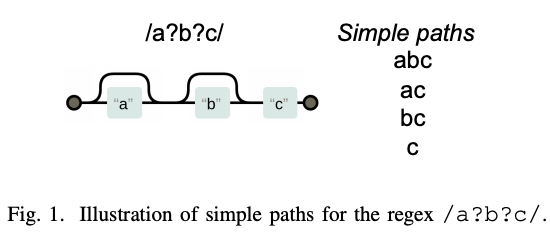 /a?b?c/
Simple paths
abc
ac
bc
c
“a”
“b”
“c”
Fig. 1. Illustration of simple paths for the regex /a?b?c/.